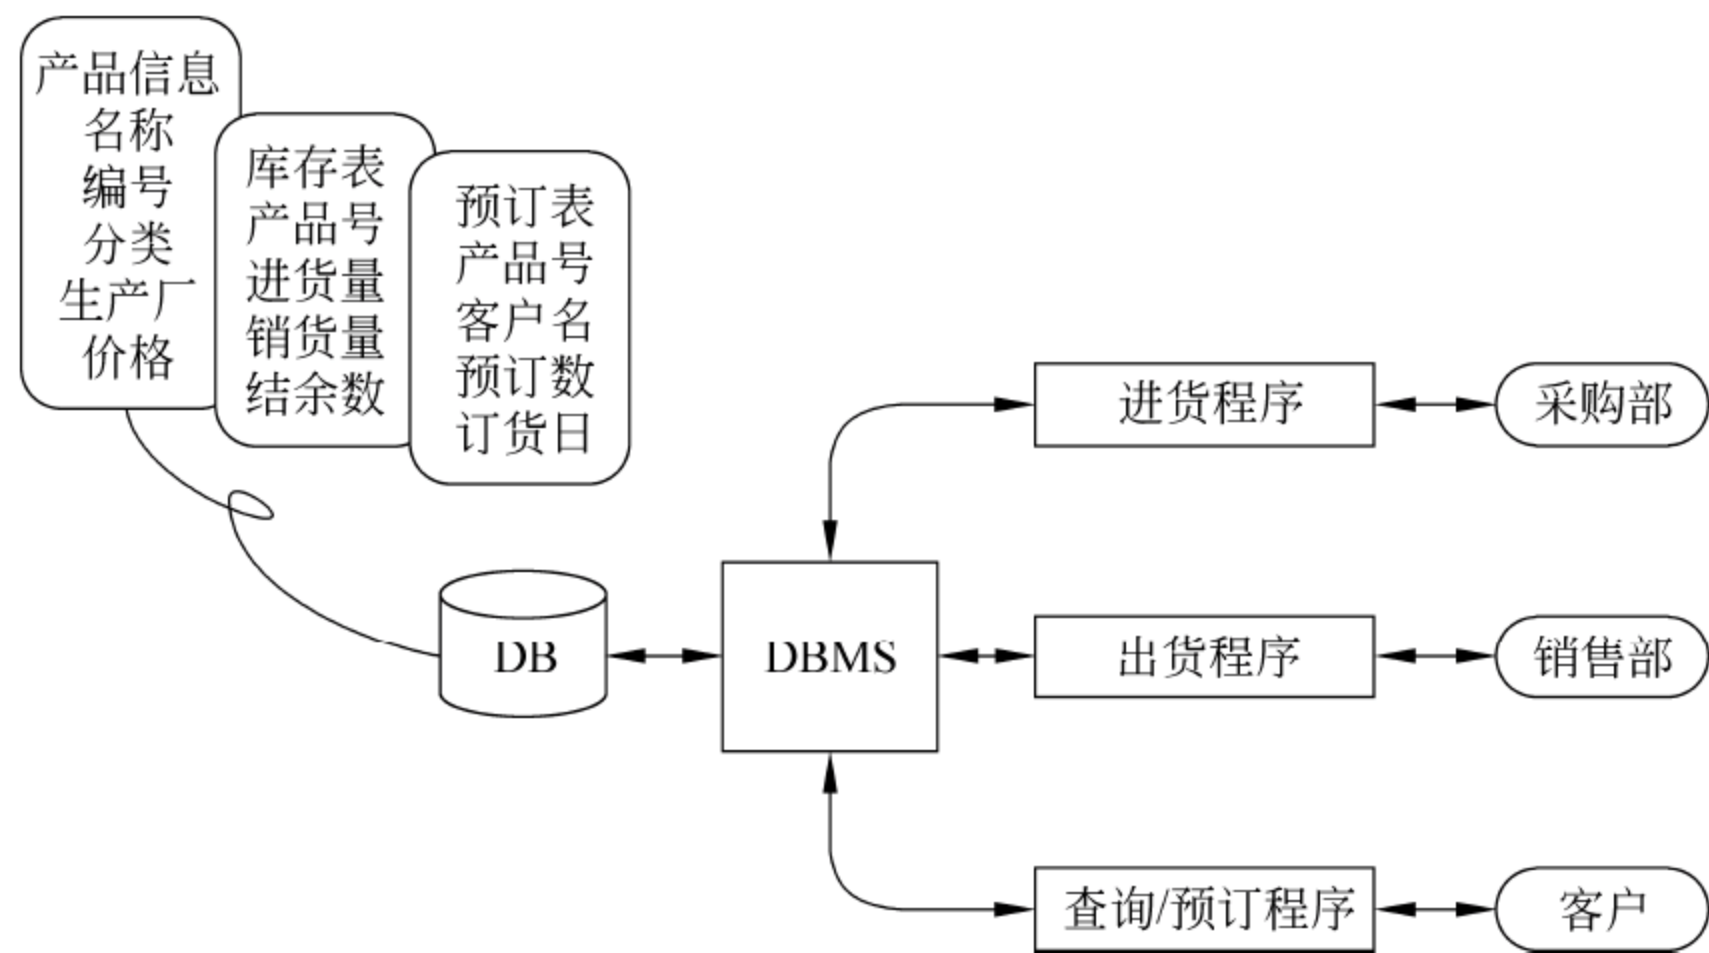 产品信息
名称
编号
分类
生产厂
价格
库存表
产品号
进货量
销货量
结余数
预订表
产品号
客户名
预订数
订货日
进货程序
采购部
DB
DBMS
出货程序
销售部
查询/预订程序
客户